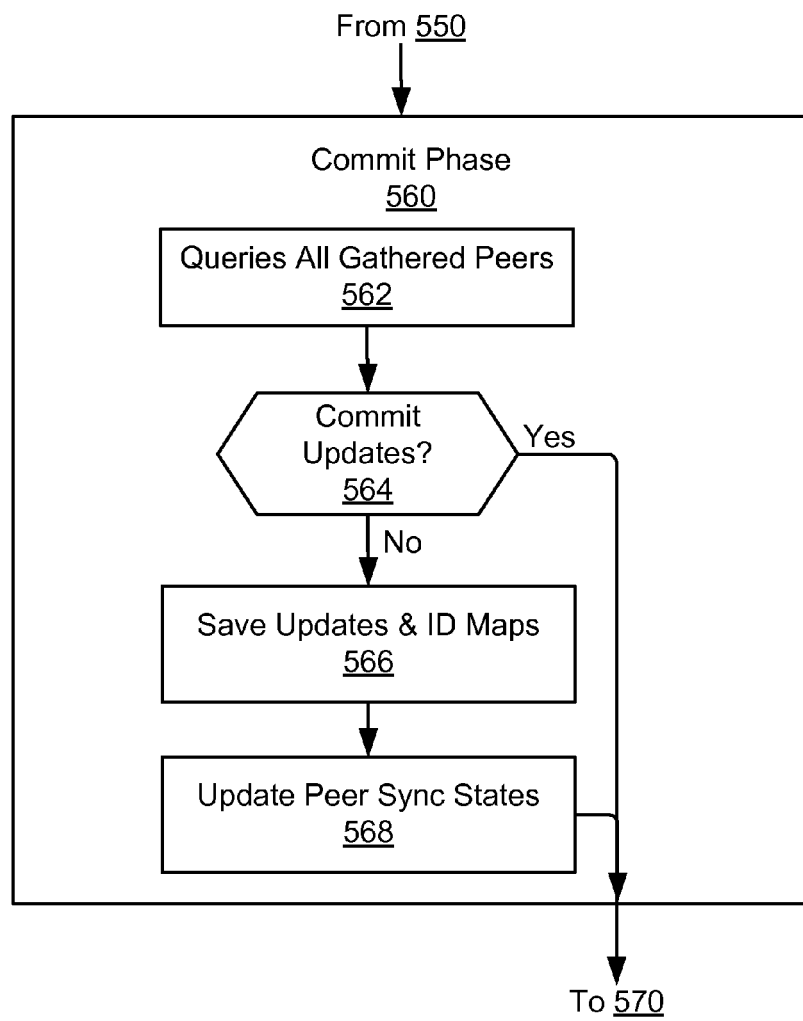 From 550
Commit Phase
560
Queries All Gathered Peers
562
Commit
Updates?
564
Yes
No
Save Updates & ID Maps
566
Update Peer Sync States
568
To 570